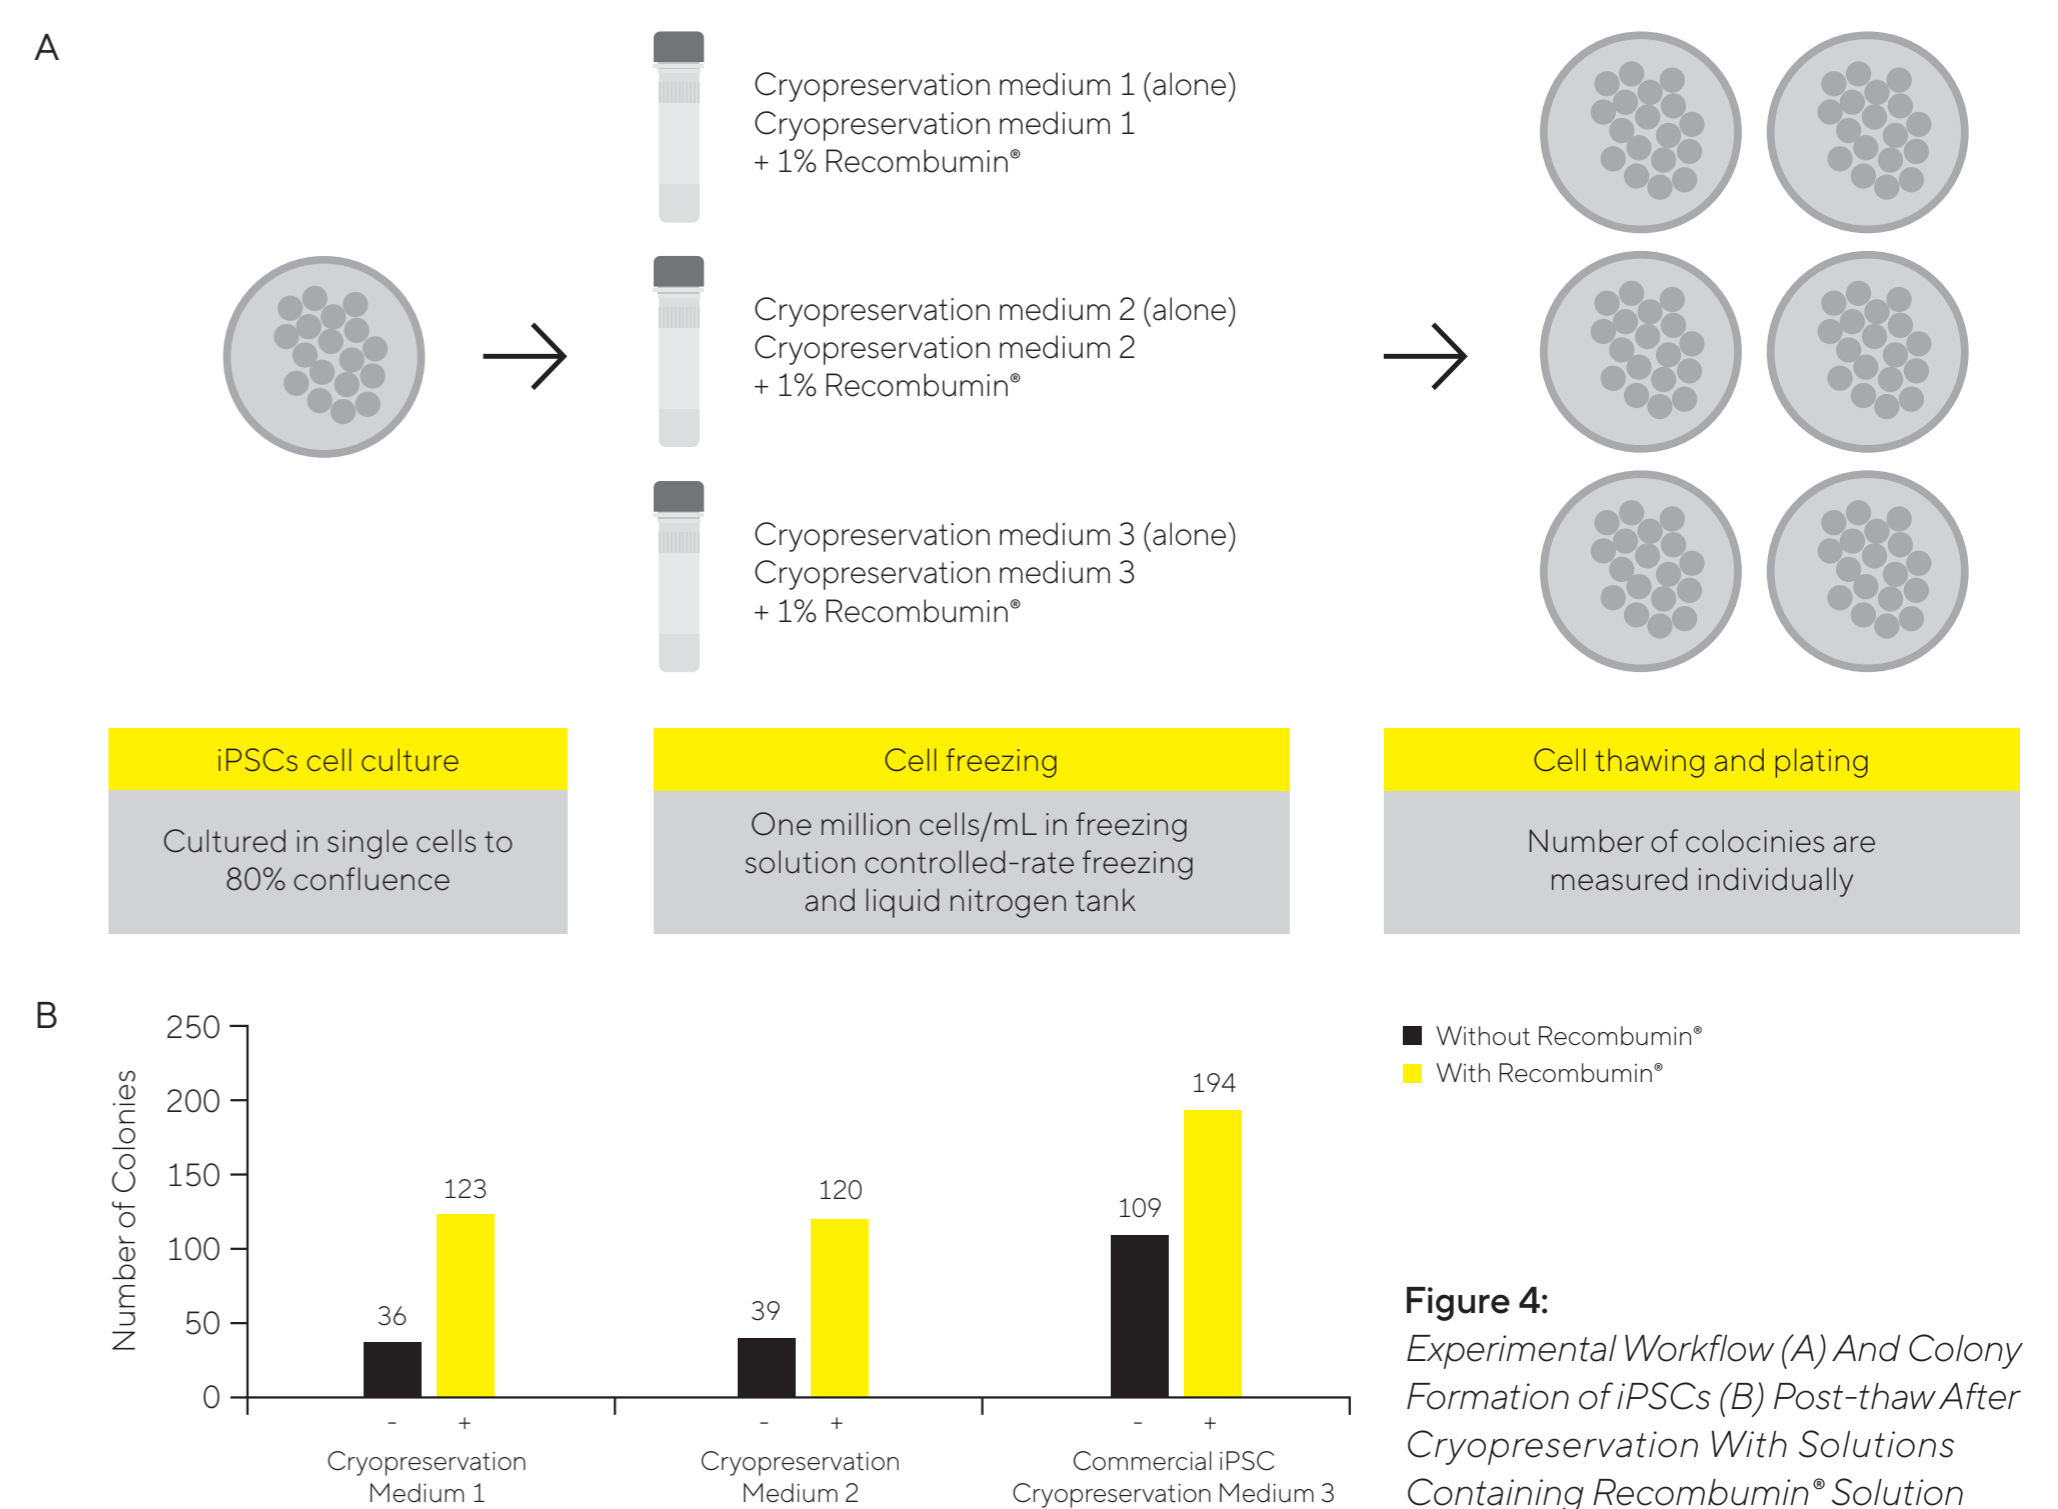 A
Cryopreservation medium 1 (alone)
Cryopreservation medium 1
+ 1% Recombumin®
Cryopreservation medium 2 (alone)
Cryopreservation medium 2
+ 1% Recombumin®
Cryopreservation medium 3 (alone)
Cryopreservation medium 3
+ 1% Recombumin®
iPSCs cell culture
Cultured in single cells to
80% confluence
Cell freezing
One million cells/mL in freezing
solution controlled-rate freezing
and liquid nitrogen tank
Cell thawing and plating
Number of colocinies are
measured individually
B
Number of Colonies
250
200
150
100
50
0
36
123
39
120
109
194
- +
- +
- +
Cryopreservation
Medium 1
Cryopreservation
Medium 2
Commercial iPSC
Cryopreservation Medium 3
Without Recombumin®
With Recombumin®
Figure 4:
Experimental Workflow (A) And Colony
Formation of iPSCs (B) Post-thaw After
Cryopreservation With Solutions
Containing Recombumin® Solution